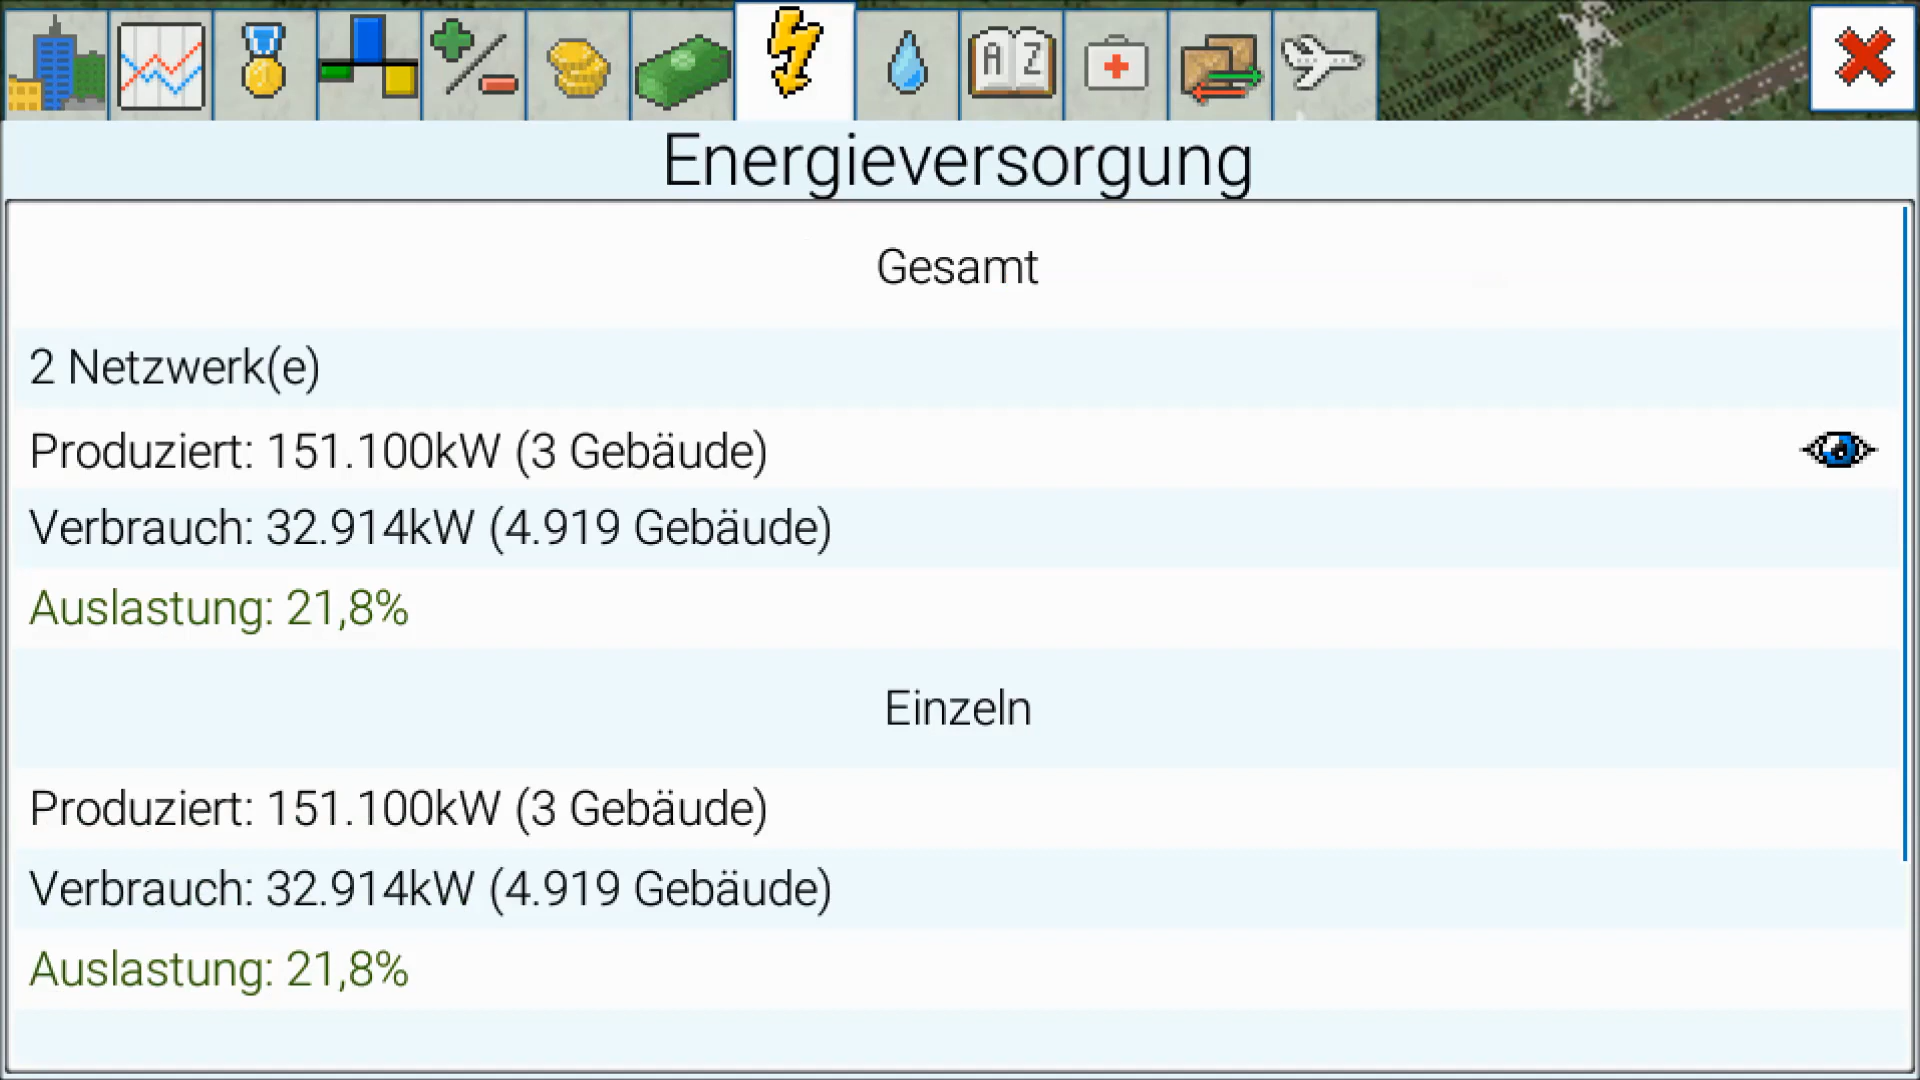 A Z
Energieversorgung
Gesamt
2 Netzwerk(e)
Produziert: 151.100kW (3 Gebäude)
Verbrauch: 32.914kW (4.919 Gebäude)
Auslastung: 21,8%
Einzeln
Produziert: 151.100kW (3 Gebäude)
Verbrauch: 32.914kW (4.919 Gebäude)
Auslastung: 21,8%